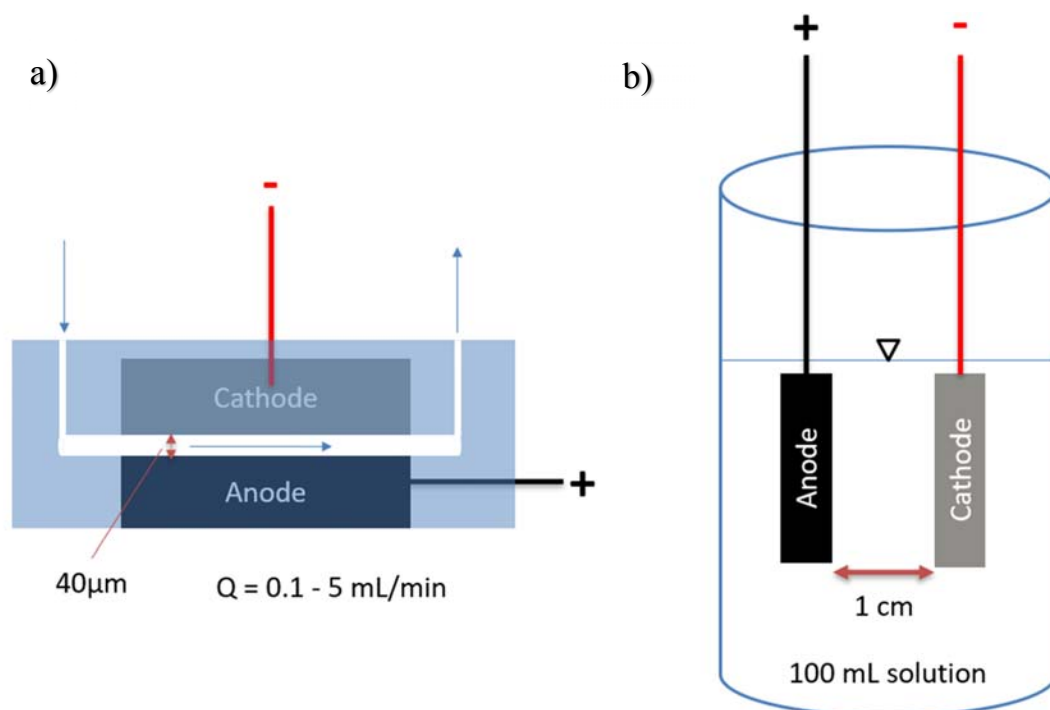 a)
-
Cathode
Anode
+
40µm
Q = 0.1 - 5 mL/min
b)
+
-
Anode
Cathode
1 cm
100 mL solution